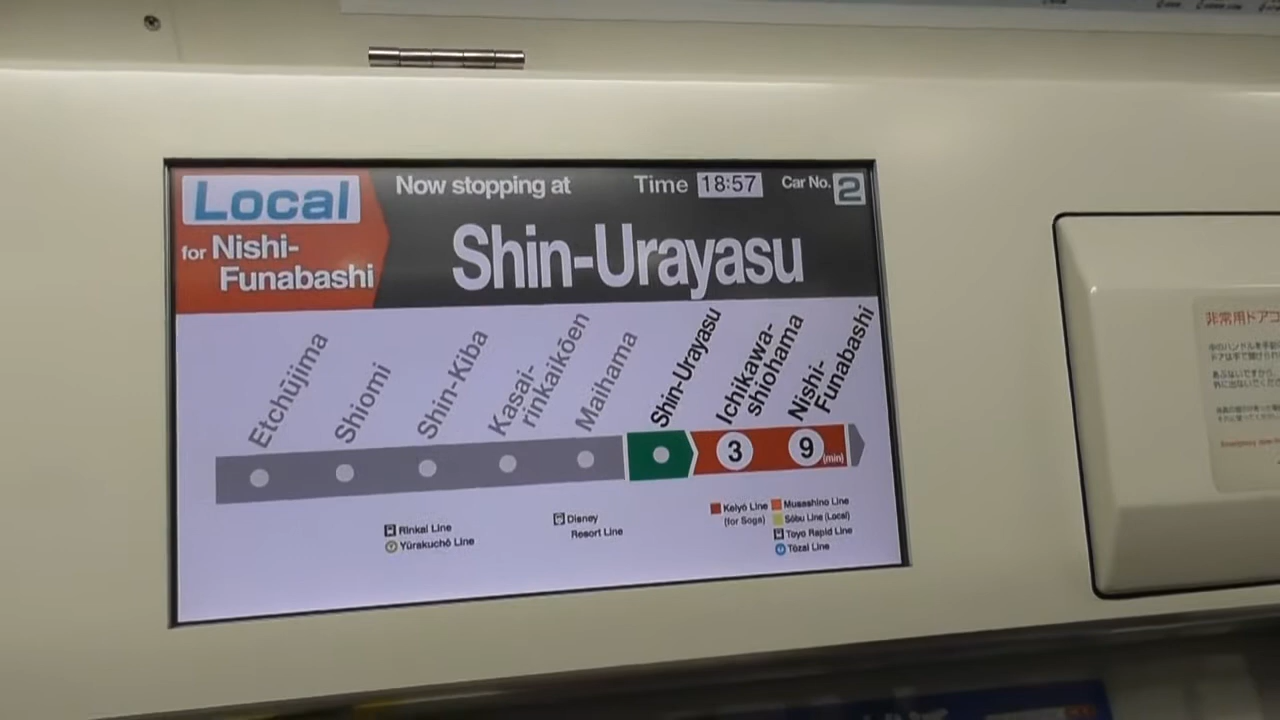 Local
for Nishi-
Funabashi
Now stopping at
Time 18:57
Car No. 2
Shin-Urayasu
Etchūjima
Shiomi
Shin-Kiba
Kasai-
rinkaikōen
Maihama
Shin-Urayasu
Ichikawa-
shiohama
Nishi-
Funabashi
3
9
(min)
Rinkai Line
Yūrakuchō Line
Disney
Resort Line
Keiyō Line
(for Soga)
Musashino Line
Sōbu Line (Local)
Toyo Rapid Line
Tōzai Line
非常用ドアコ